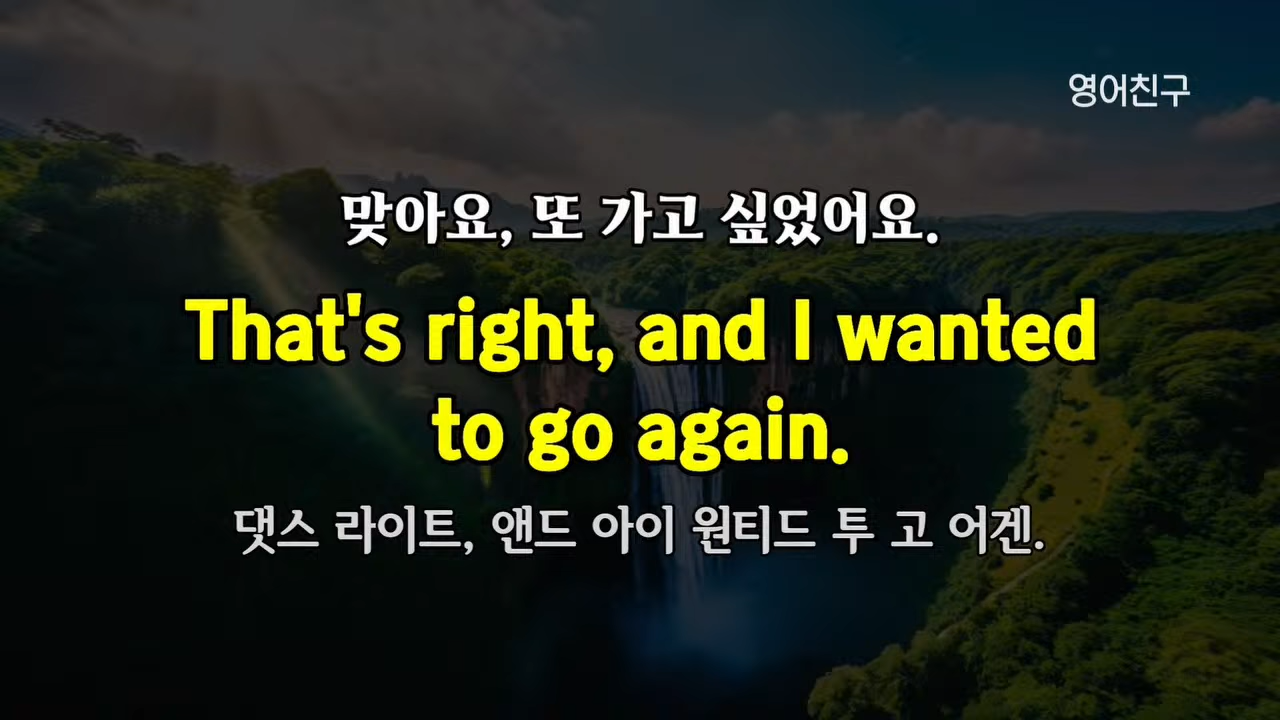 영어친구
맞아요, 또 가고 싶었어요.
That's right, and I wanted
to go again.
댓스 라이트, 앤드 아이 원티드 투 고 어겐.